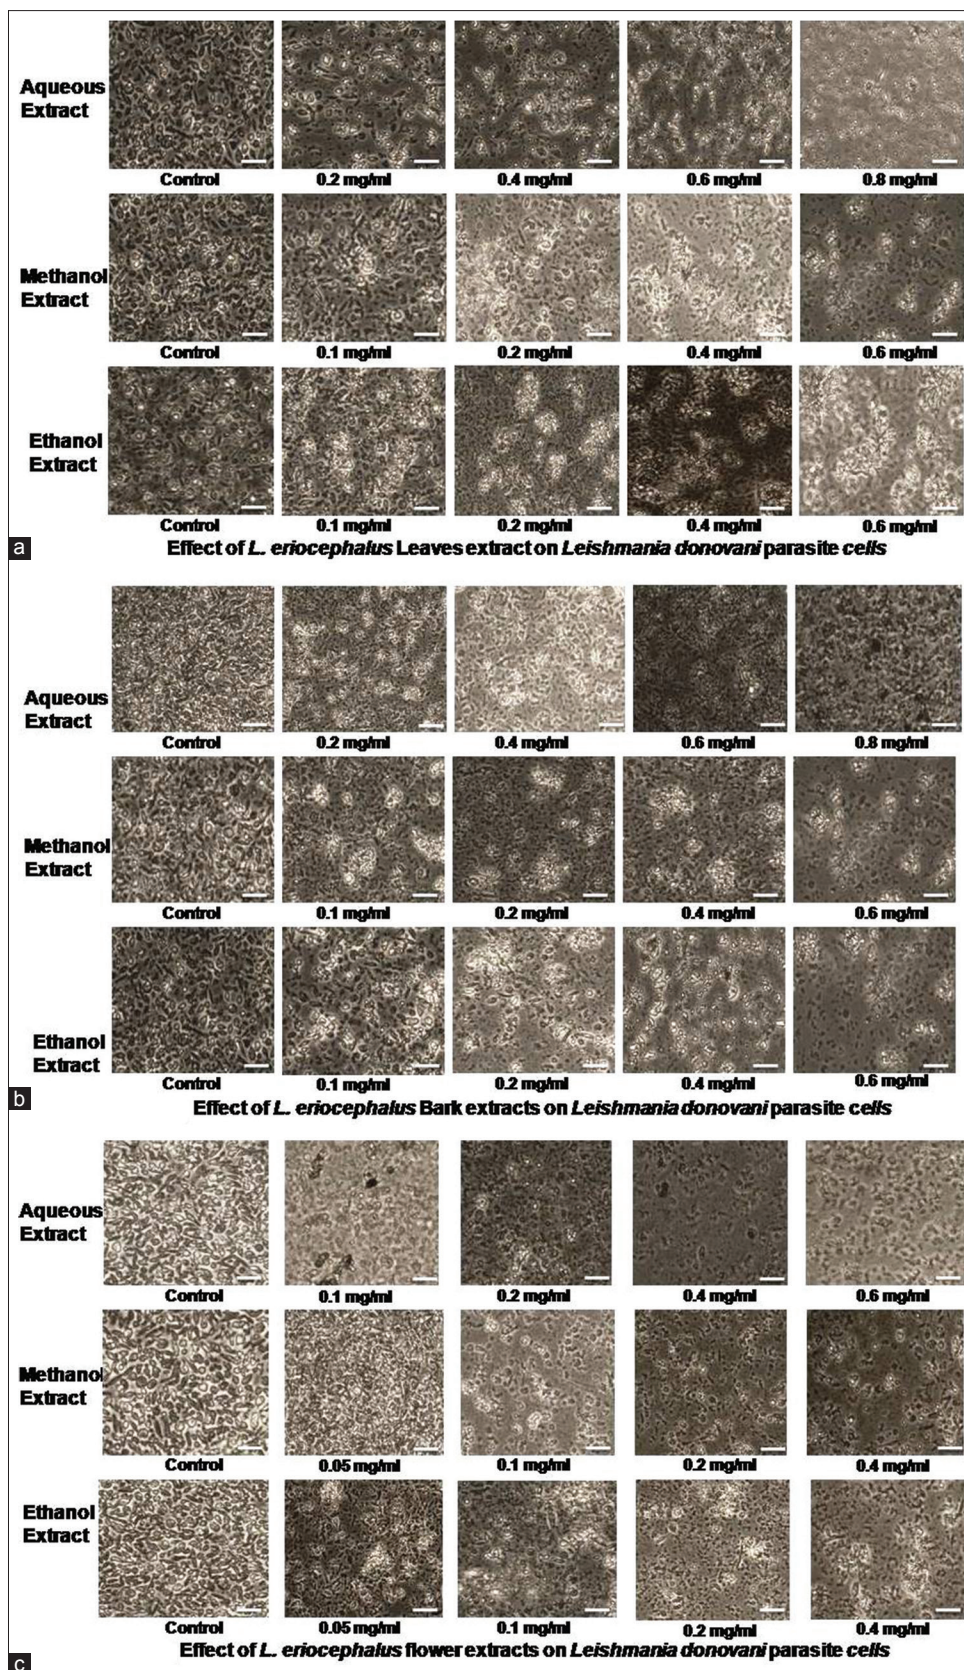 Aqueous
Extract
Control
0.2 mg/ml
0.4 mg/ml
0.6 mg/ml
0.8 mg/ml
Methanol
Extract
Control
0.1 mg/ml
0.2 mg/ml
0.4 mg/ml
0.6 mg/ml
Ethanol
Extract
Control
0.1 mg/ml
0.2 mg/ml
0.4 mg/ml
0.6 mg/ml
a
Effect of L. eriocephalus Leaves extract on Leishmania donovani parasite cells
Aqueous
Extract
Control
0.2 mg/ml
0.4 mg/ml
0.6 mg/ml
0.8 mg/ml
Methanol
Extract
Control
0.1 mg/ml
0.2 mg/ml
0.4 mg/ml
0.6 mg/ml
Ethanol
Extract
Control
0.1 mg/ml
0.2 mg/ml
0.4 mg/ml
0.6 mg/ml
b
Effect of L. eriocephalus Bark extracts on Leishmania donovani parasite cells
Aqueous
Extract
Control
0.1 mg/ml
0.2 mg/ml
0.4 mg/ml
0.6 mg/ml
Methanol
Extract
Control
0.05 mg/ml
0.1 mg/ml
0.2 mg/ml
0.4 mg/ml
Ethanol
Extract
Control
0.05 mg/ml
0.1 mg/ml
0.2 mg/ml
0.4 mg/ml
Effect of L. eriocephalus flower extracts on Leishmania donovani parasite cells
c